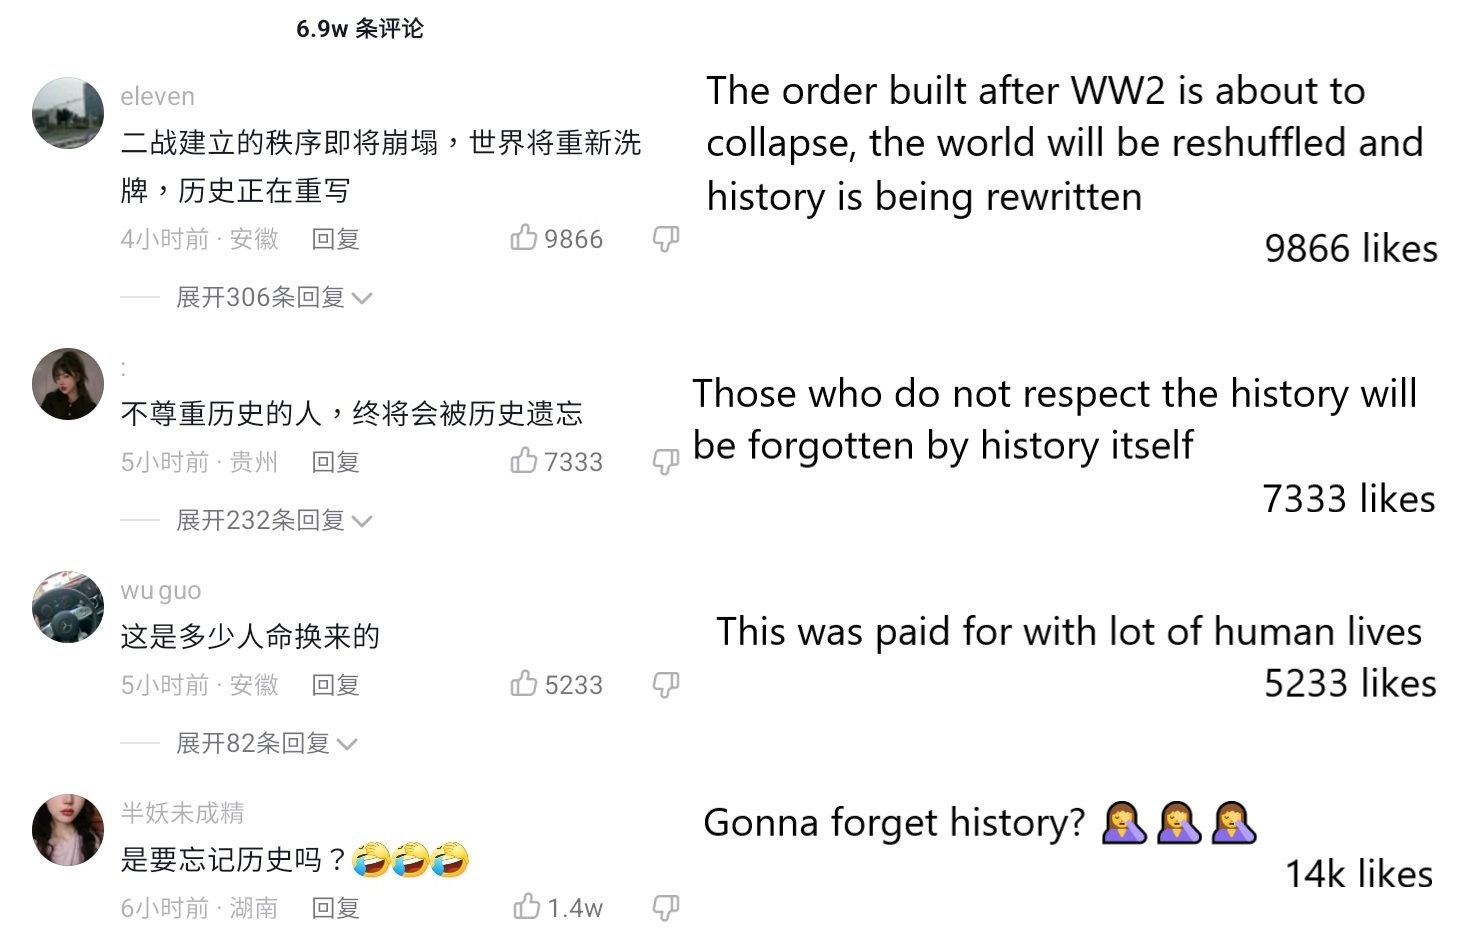 6.9w 条评论
eleven
二战建立的秩序即将崩塌，世界将重新洗
牌，历史正在重写
4小时前 · 安徽 回复 9866
展开306条回复
The order built after WW2 is about to
collapse, the world will be reshuffled and
history is being rewritten
9866 likes
:
不尊重历史的人，终将会被历史遗忘
5小时前 · 贵州 回复 7333
展开232条回复
Those who do not respect the history will
be forgotten by history itself
7333 likes
wu guo
这是多少人命换来的
5小时前 · 安徽 回复 5233
展开82条回复
This was paid for with lot of human lives
5233 likes
半妖未成精
是要忘记历史吗？🤣🤣🤣
6小时前 · 湖南 回复 1.4w
Gonna forget history? 🤦‍♀️🤦‍♀️🤦‍♀️
14k likes